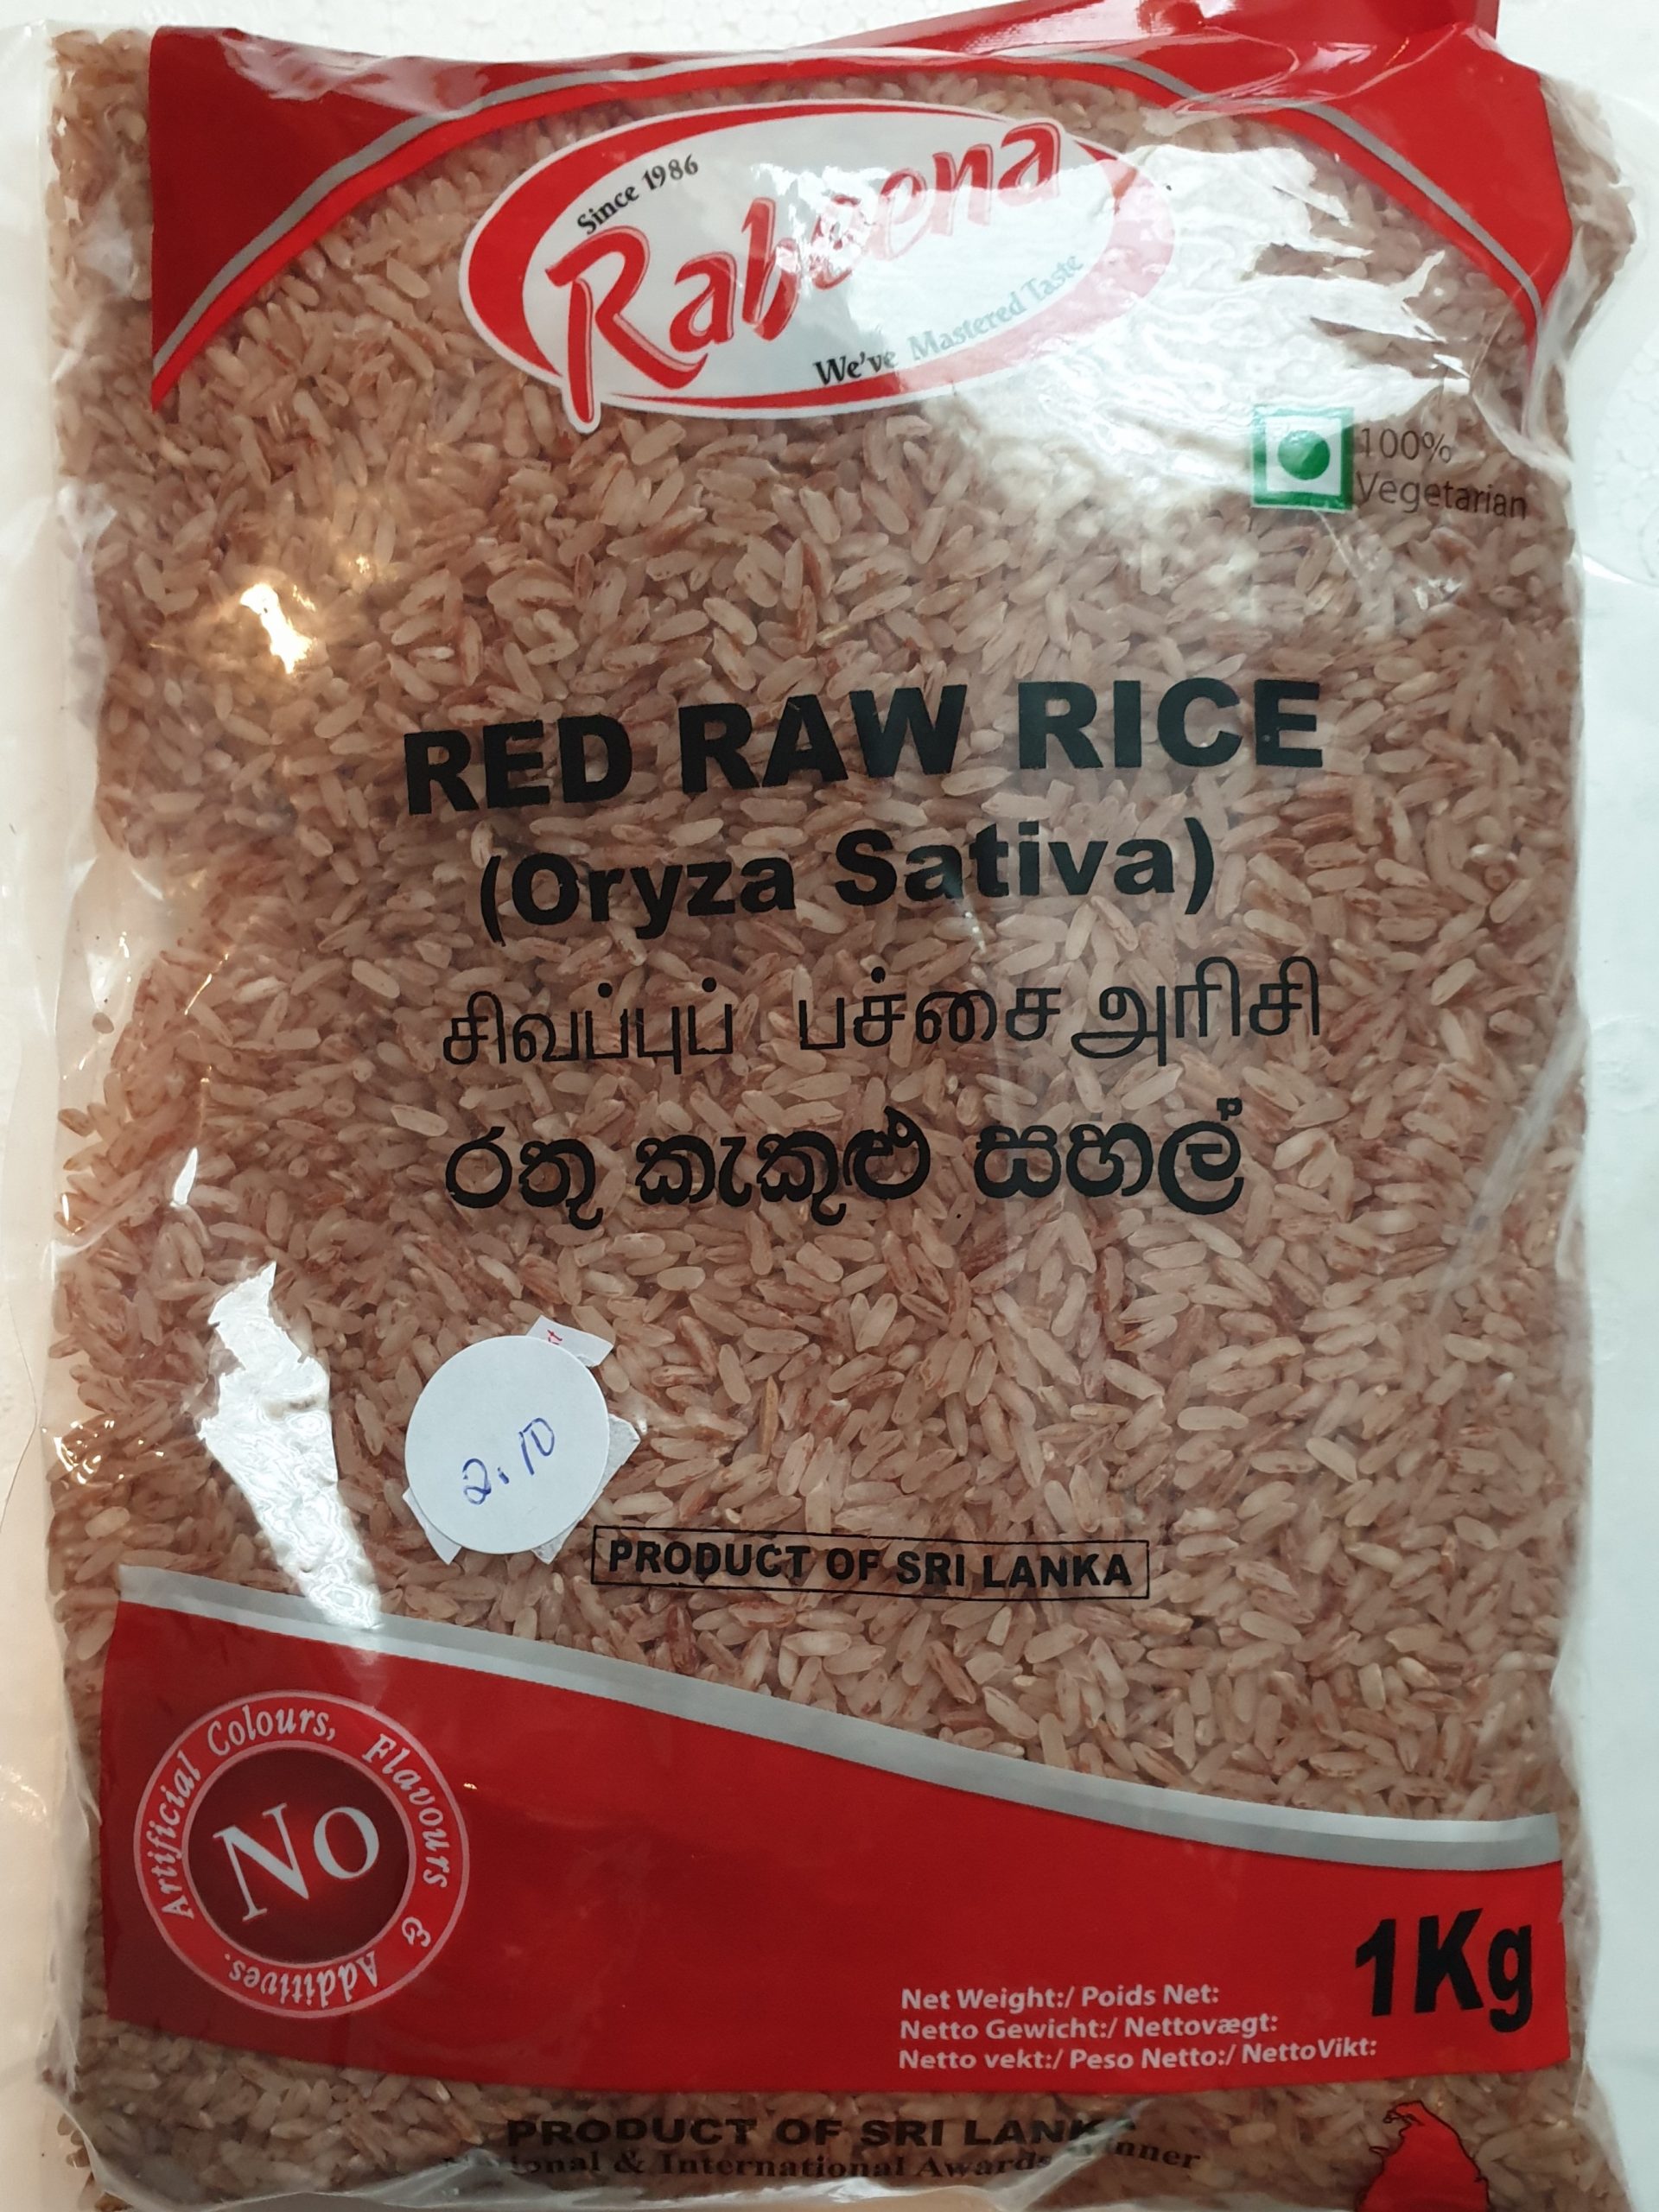 Since 1986
Rabeena
We've Mastered Taste
100%
Vegetarian
RED RAW RICE
(Oryza Sativa)
சிவப்புப் பச்சை அரிசி
රතු කැකුළු සහල්
2.10
PRODUCT OF SRI LANKA
Artificial Colours, Flavours & Additives.
No
1Kg
Net Weight:/ Poids Net:
Netto Gewicht:/ Nettovægt:
Netto vekt:/ Peso Netto:/ NettoVikt:
PRODUCT OF SRI LANKA
National & International Awards Winner